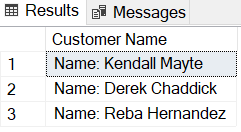 Results Messages
Customer Name
1 Name: Kendall Mayte
2 Name: Derek Chaddick
3 Name: Reba Hernandez